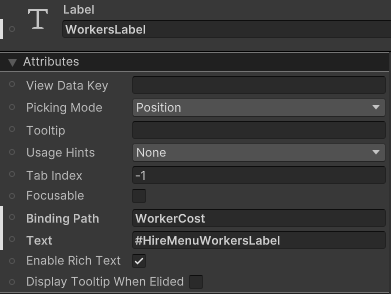 Label
WorkersLabel
Attributes
View Data Key
Picking Mode Position
Tooltip
Usage Hints None
Tab Index -1
Focusable
Binding Path WorkerCost
Text #HireMenuWorkersLabel
Enable Rich Text
Display Tooltip When Elided